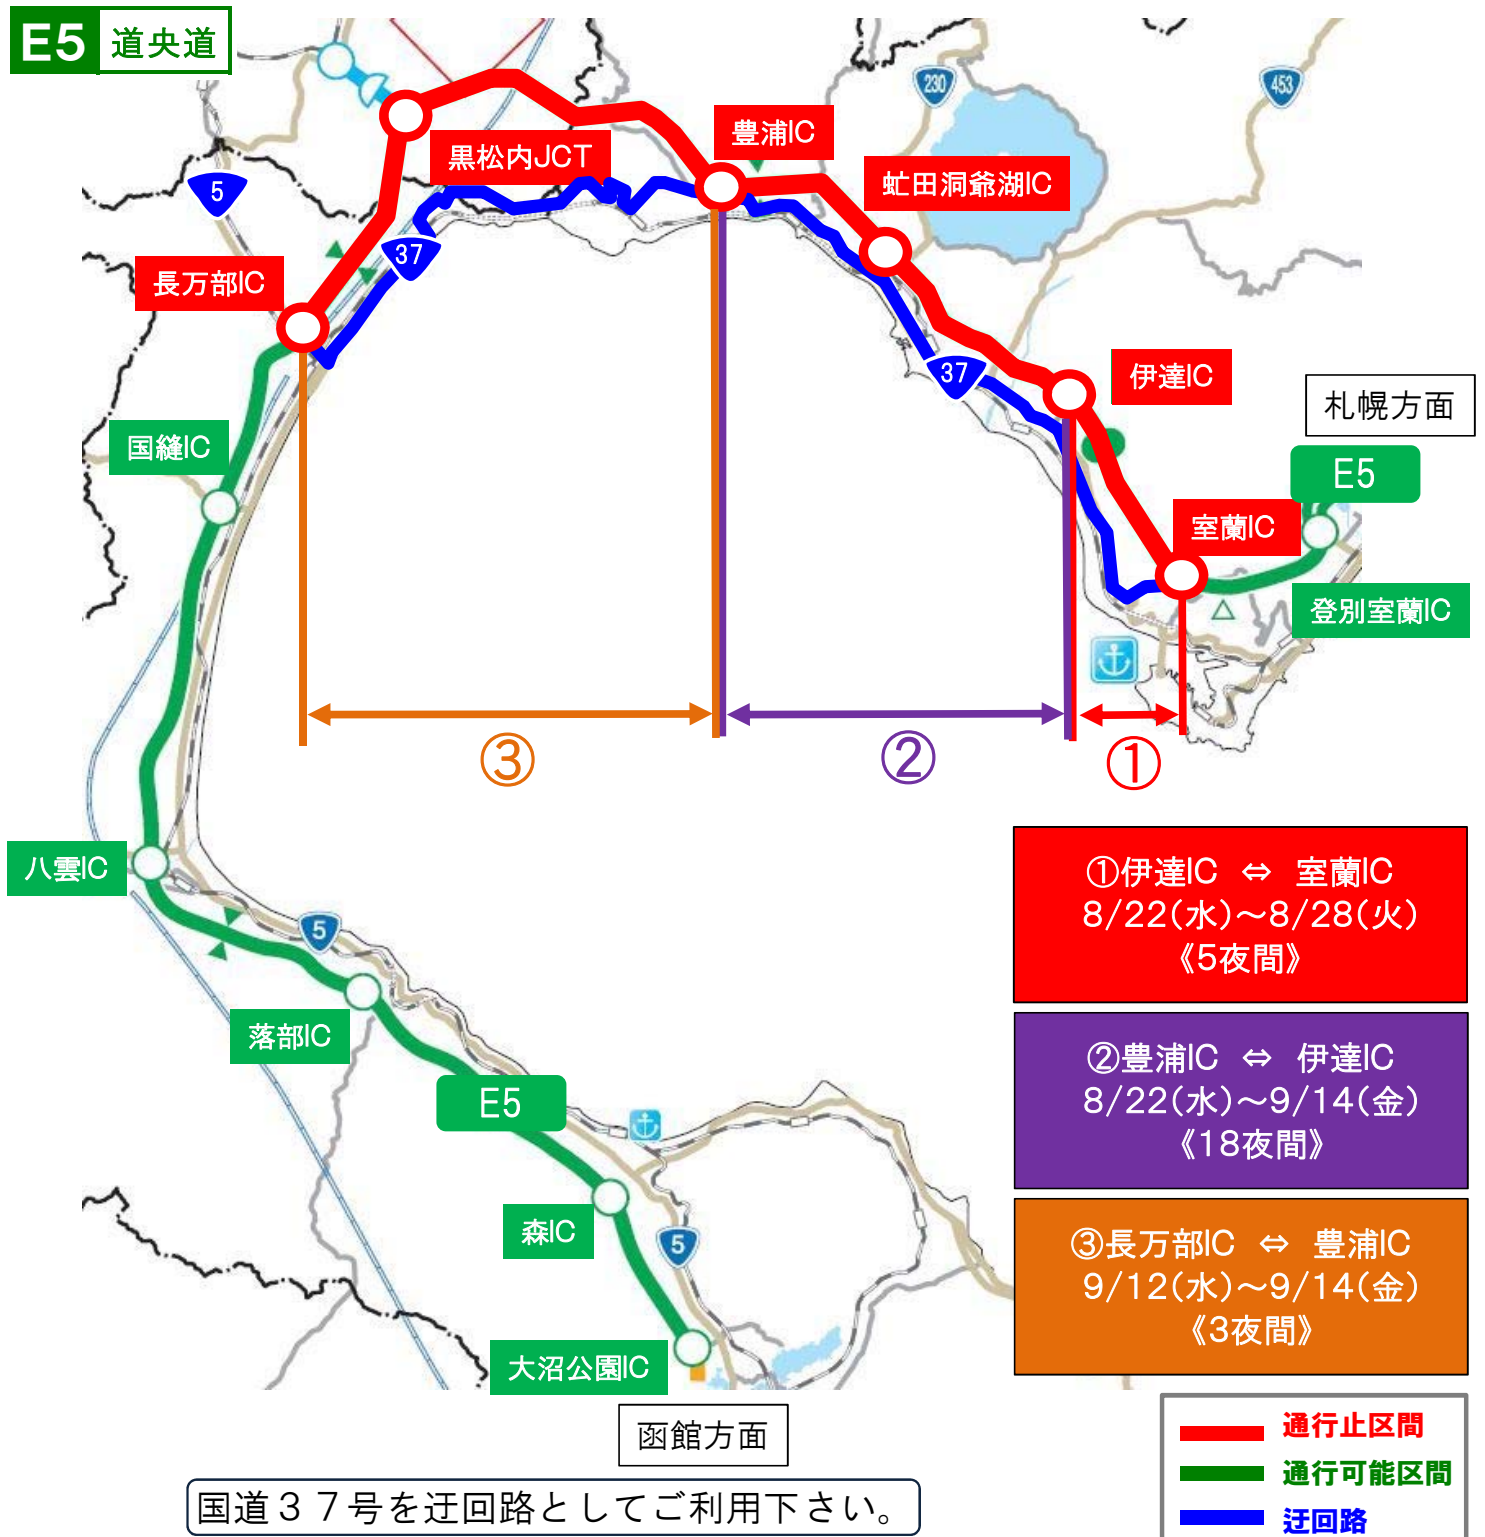 E5 道央道
230
453
豊浦IC
黒松内JCT
虻田洞爺湖IC
5
37
長万部IC
37
伊達IC
札幌方面
国縫IC
E5
室蘭IC
登別室蘭IC
③
②
①
八雲IC
①伊達IC ⇔ 室蘭IC
8/22(水)～8/28(火)
《5夜間》
5
落部IC
②豊浦IC ⇔ 伊達IC
8/22(水)～9/14(金)
《18夜間》
E5
森IC
5
③長万部IC ⇔ 豊浦IC
9/12(水)～9/14(金)
《3夜間》
大沼公園IC
函館方面
通行止区間
通行可能区間
迂回路
国道３７号を迂回路としてご利用下さい。